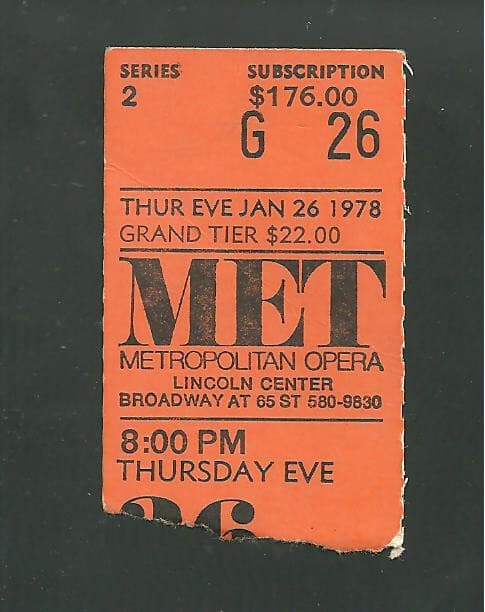 SERIES SUBSCRIPTION
2 $176.00
G 26
THUR EVE JAN 26 1978
GRAND TIER $22.00
MET
METROPOLITAN OPERA
LINCOLN CENTER
BROADWAY AT 65 ST 580-9830
8:00 PM
THURSDAY EVE
26